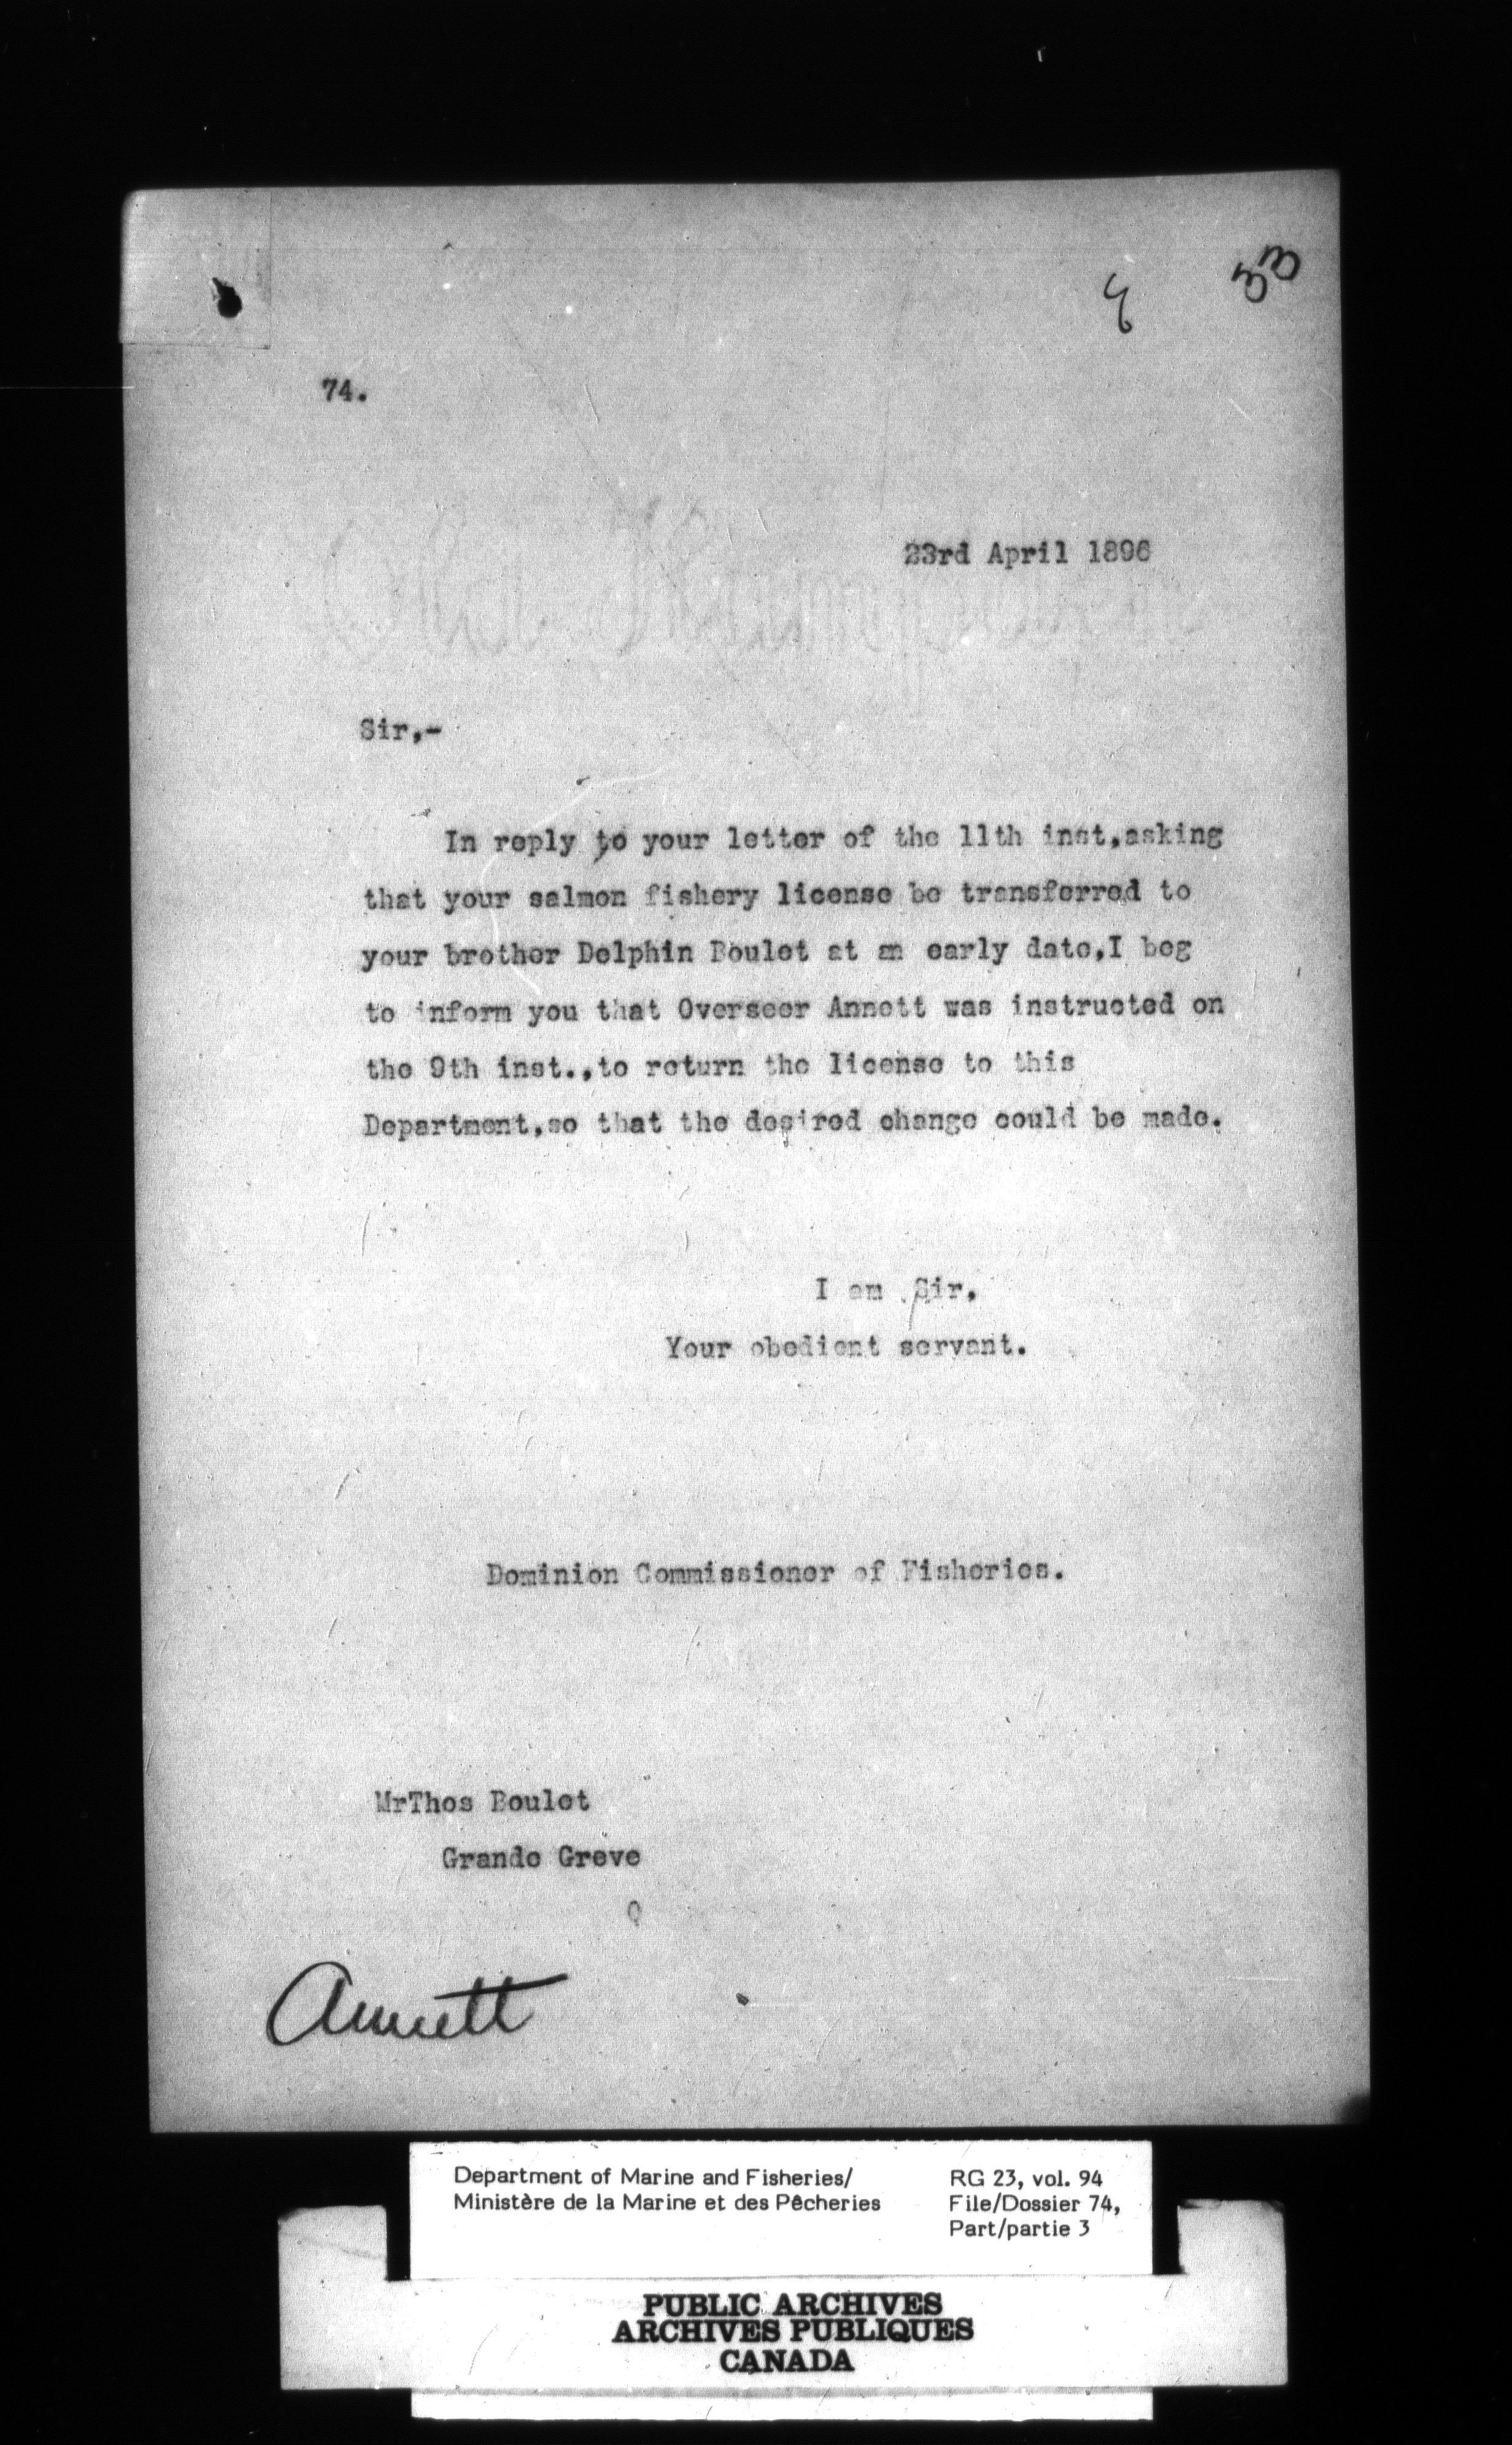 33
74.
23rd April 1896
Sir,-
In reply to your letter of the 11th inst,asking
that your salmon fishery license be transferred to
your brother Delphin Boulet at an early date,I beg
to inform you that Overseer Annett was instructed on
the 9th inst.,to return the license to this
Department,so that the desired change could be made.
I am Sir,
Your obedient servant.
Dominion Commissioner of Fisheries.
MrThos Boulet
Grande Greve
Q
Annett
Department of Marine and Fisheries/
Ministère de la Marine et des Pêcheries
RG 23, vol. 94
File/Dossier 74,
Part/partie 3
PUBLIC ARCHIVES
ARCHIVES PUBLIQUES
CANADA